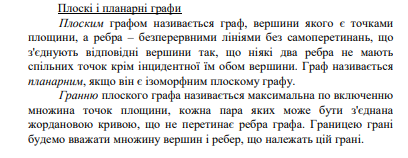 Плоскі і планарні графи
Плоским графом називається граф, вершини якого є точками
площини, а ребра – безперервними лініями без самоперетинань, що
з'єднують відповідні вершини так, що ніякі два ребра не мають
спільних точок крім інцидентної їм обом вершини. Граф називається
планарним, якщо він є ізоморфним плоскому графу.
Гранню плоского графа називається максимальна по включенню
множина точок площини, кожна пара яких може бути з'єднана
жордановою кривою, що не перетинає ребра графа. Границею грані
будемо вважати множину вершин і ребер, що належать цій грані.